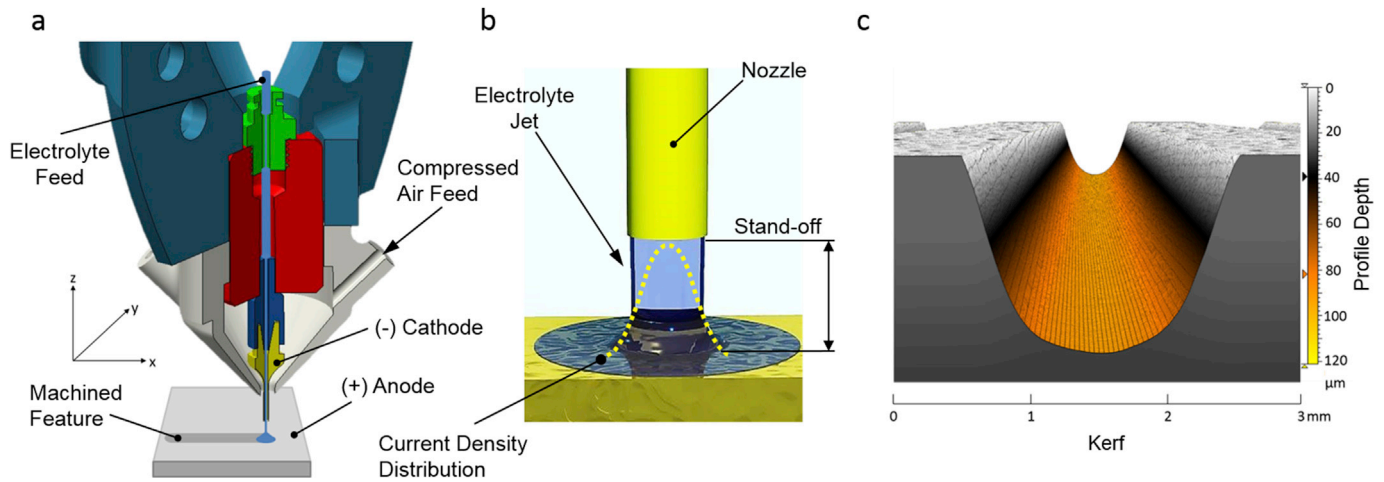 a
Electrolyte
Feed
Compressed
Air Feed
z
y
x
(-) Cathode
(+) Anode
Machined
Feature
b
Nozzle
Electrolyte
Jet
Stand-off
Current Density
Distribution
c
0
20
40
60
80
100
120
µm
Profile Depth
0
1
2
3 mm
Kerf